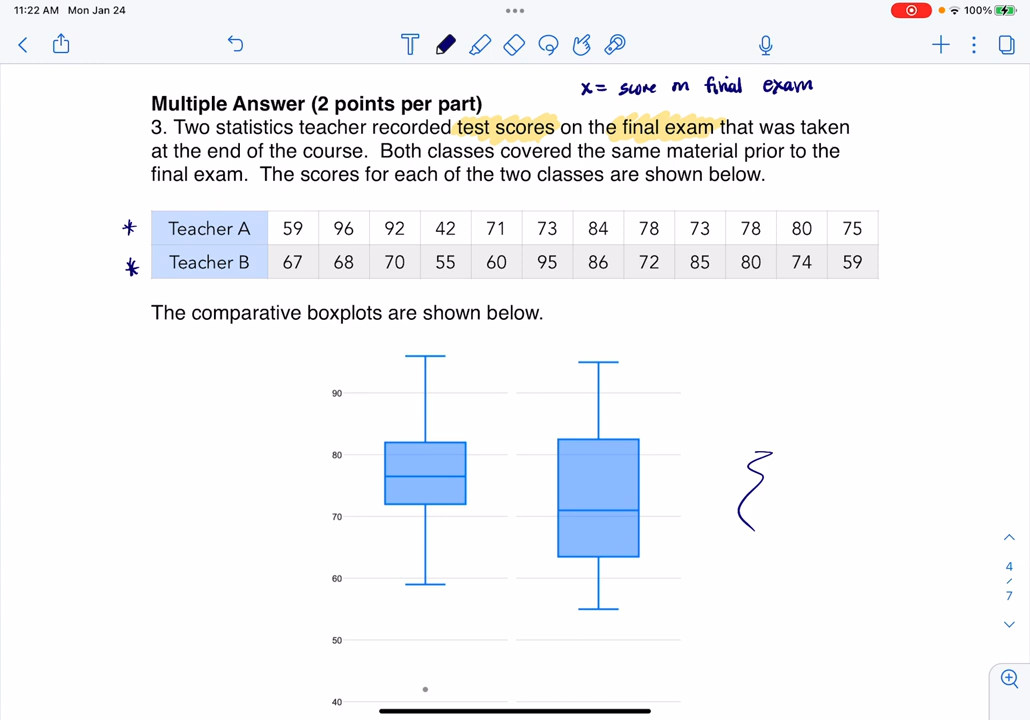 11:22 AM Mon Jan 24
100%
x = score on final exam
Multiple Answer (2 points per part)
3. Two statistics teacher recorded test scores on the final exam that was taken
at the end of the course. Both classes covered the same material prior to the
final exam. The scores for each of the two classes are shown below.
* Teacher A 59 96 92 42 71 73 84 78 73 78 80 75
* Teacher B 67 68 70 55 60 95 86 72 85 80 74 59
The comparative boxplots are shown below.
90
80
70
60
50
40
4
/
7